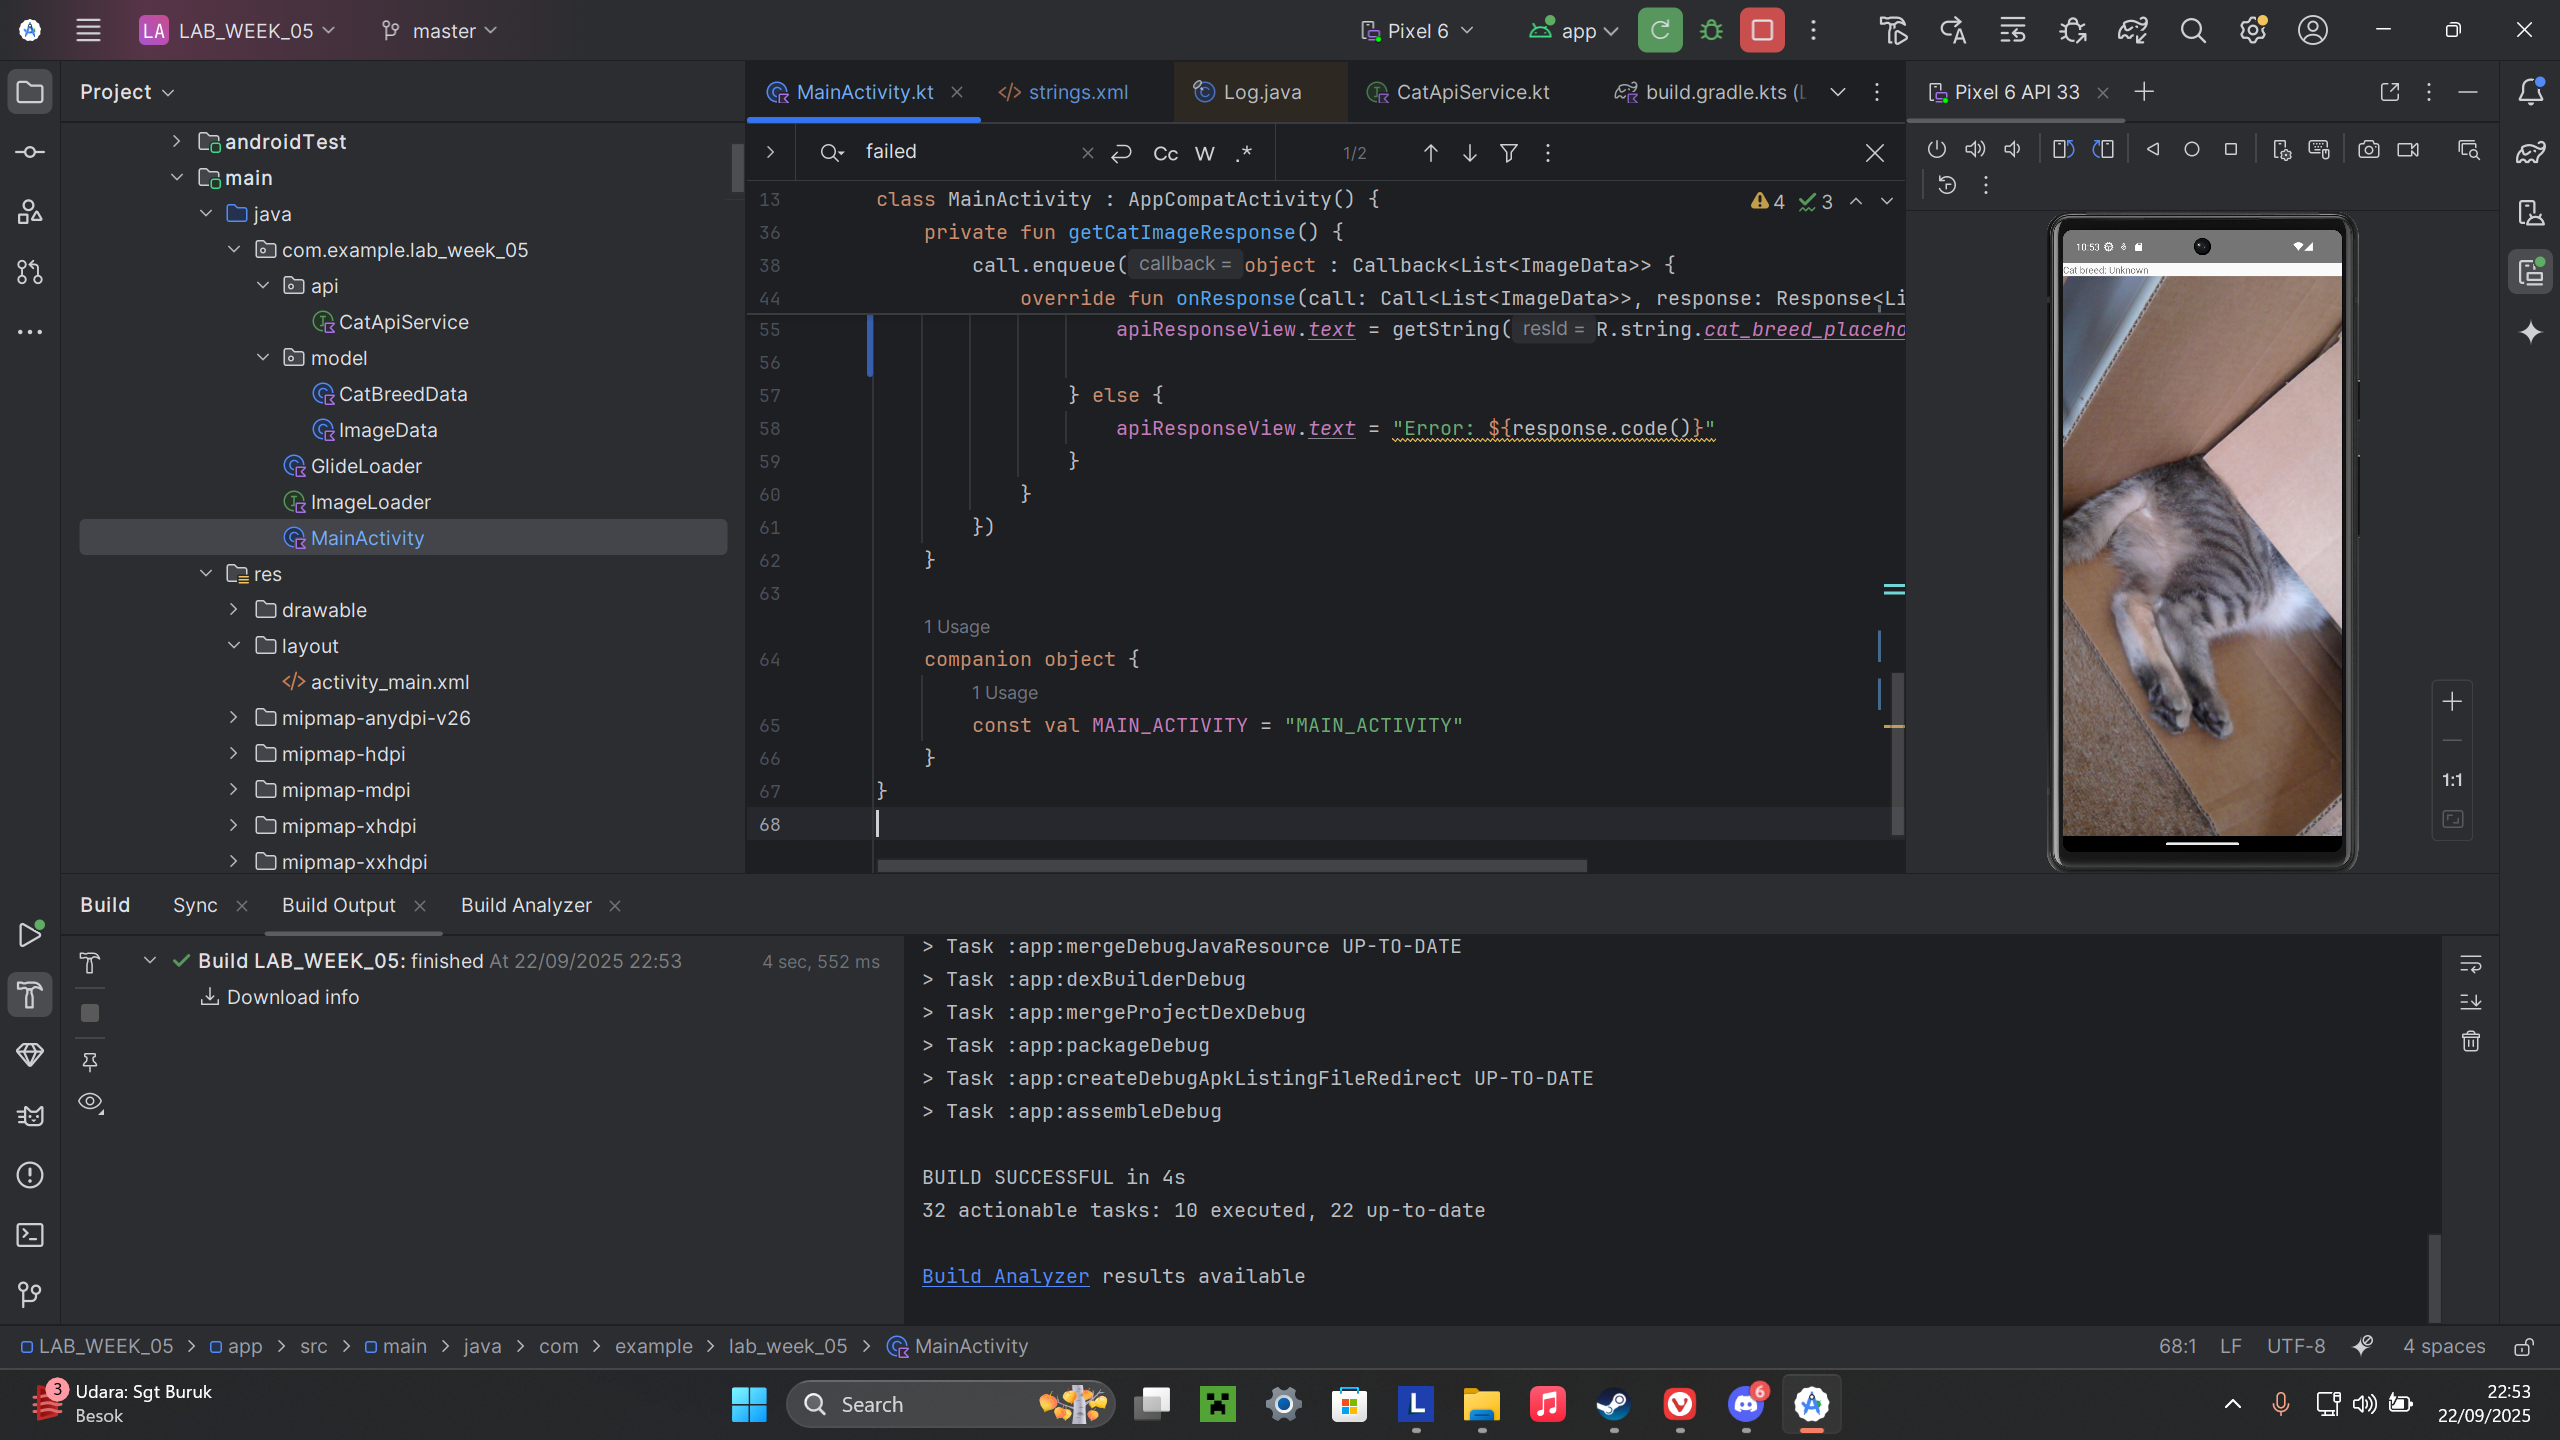 LA LAB_WEEK_05 master Pixel 6 app
Project
androidTest
main
java
com.example.lab_week_05
api
CatApiService
model
CatBreedData
ImageData
GlideLoader
ImageLoader
MainActivity
res
drawable
layout
activity_main.xml
mipmap-anydpi-v26
mipmap-hdpi
mipmap-mdpi
mipmap-xhdpi
mipmap-xxhdpi
MainActivity.kt strings.xml Log.java CatApiService.kt build.gradle.kts (
failed Cc W .* 1/2
4 3
13 class MainActivity : AppCompatActivity() {
36 private fun getCatImageResponse() {
38 call.enqueue( callback = object : Callback<List<ImageData>> {
44 override fun onResponse(call: Call<List<ImageData>>, response: Response<Li
55 apiResponseView.text = getString( resId = R.string.cat_breed_placeho
56
57 } else {
58 apiResponseView.text = "Error: ${response.code()}"
59 }
60 }
61 })
62 }
63
1 Usage
64 companion object {
1 Usage
65 const val MAIN_ACTIVITY = "MAIN_ACTIVITY"
66 }
67 }
68
Pixel 6 API 33
10:53
Cat breed: Unknown
1:1
Build Sync Build Output Build Analyzer
Build LAB_WEEK_05: finished At 22/09/2025 22:53 4 sec, 552 ms
Download info
> Task :app:mergeDebugJavaResource UP-TO-DATE
> Task :app:dexBuilderDebug
> Task :app:mergeProjectDexDebug
> Task :app:packageDebug
> Task :app:createDebugApkListingFileRedirect UP-TO-DATE
> Task :app:assembleDebug
BUILD SUCCESSFUL in 4s
32 actionable tasks: 10 executed, 22 up-to-date
Build Analyzer results available
LAB_WEEK_05 > app > src > main > java > com > example > lab_week_05 > MainActivity 68:1 LF UTF-8 4 spaces
3 Udara: Sgt Buruk
Besok
Search
L
6
22:53
22/09/2025